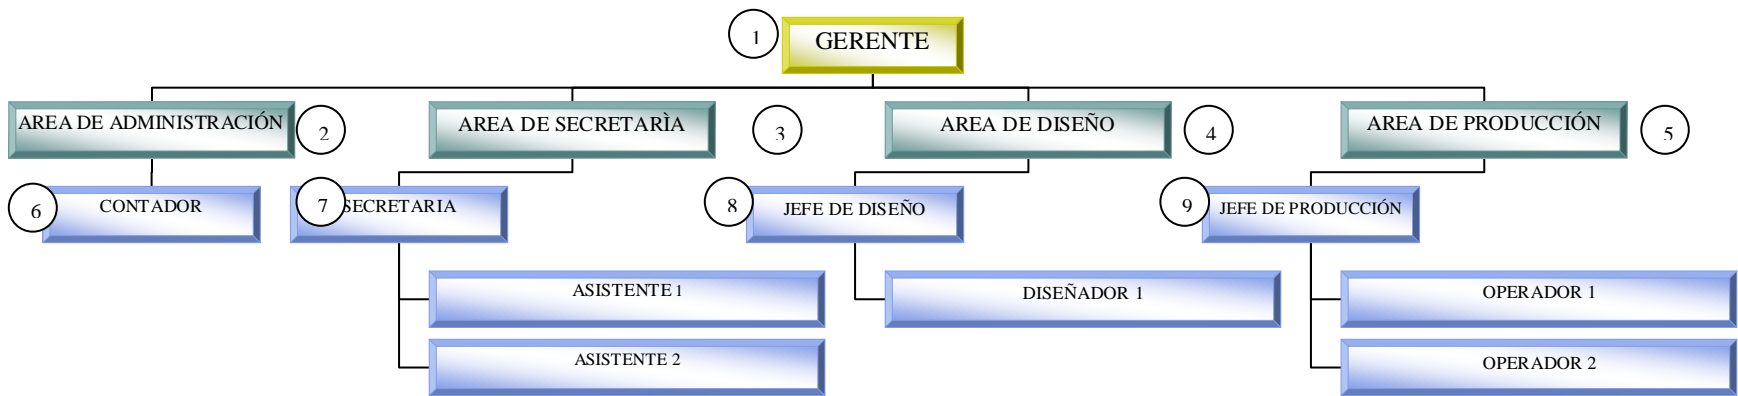 1
GERENTE
AREA DE ADMINISTRACIÓN
2
AREA DE SECRETARÌA
3
AREA DE DISEÑO
4
AREA DE PRODUCCIÓN
5
6
CONTADOR
7
SECRETARIA
8
JEFE DE DISEÑO
9
JEFE DE PRODUCCIÓN
ASISTENTE 1
DISEÑADOR 1
OPERADOR 1
ASISTENTE 2
OPERADOR 2